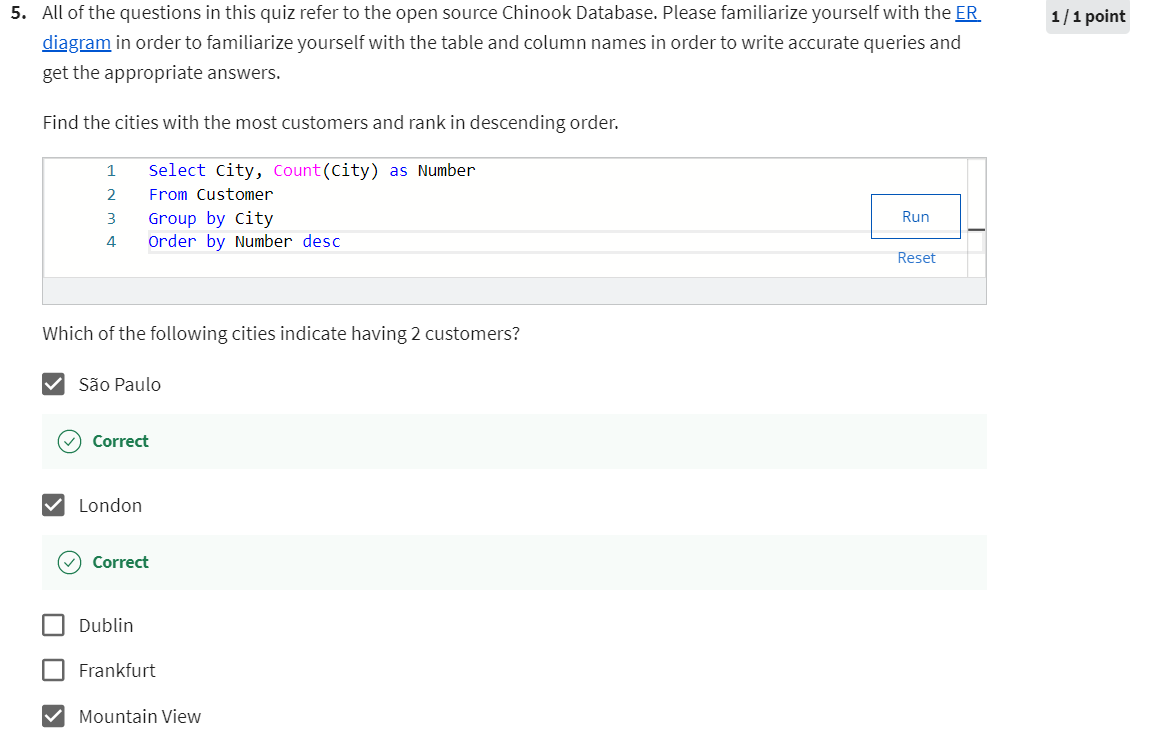 5. All of the questions in this quiz refer to the open source Chinook Database. Please familiarize yourself with the ER
1 / 1 point
diagram in order to familiarize yourself with the table and column names in order to write accurate queries and
get the appropriate answers.
Find the cities with the most customers and rank in descending order.
1 Select City, Count(City) as Number
2 From Customer
3 Group by City
4 Order by Number desc
Run
Reset
Which of the following cities indicate having 2 customers?
São Paulo
Correct
London
Correct
Dublin
Frankfurt
Mountain View